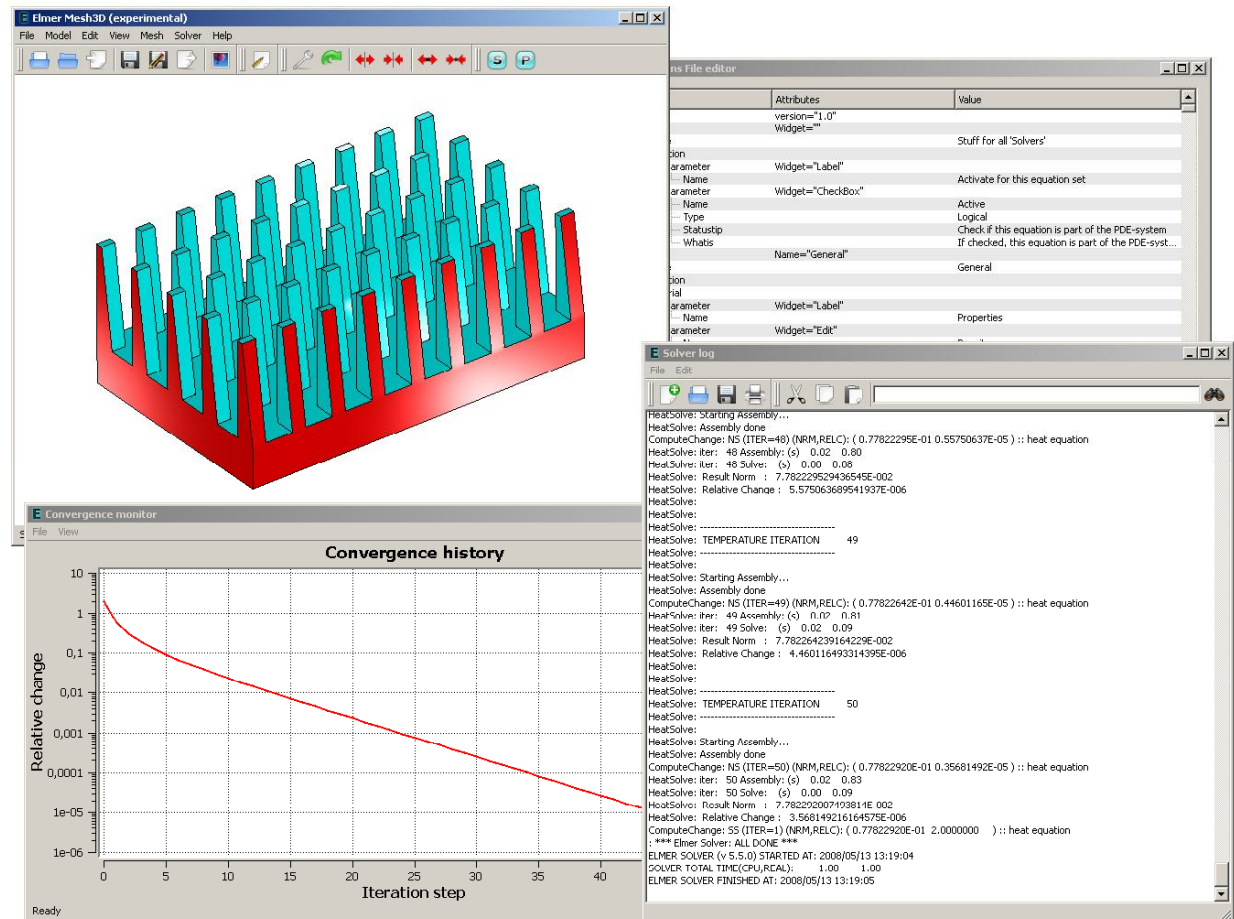 Elmer Mesh3D (experimental)
File Model Edit View Mesh Solver Help
S P
ns File editor
Attributes Value
version="1.0"
Widget=""
Stuff for all 'Solvers'
arameter Widget="Label"
Name Activate for this equation set
arameter Widget="CheckBox"
Name Active
Type Logical
Statustip Check if this equation is part of the PDE-system
Whatis If checked, this equation is part of the PDE-syst...
Name="General"
General
arameter Widget="Label"
Name Properties
arameter Widget="Edit"
Solver log
File Edit
HeatSolve: Starting Assembly...
HeatSolve: Assembly done
ComputeChange: NS (ITER=48) (NRM,RELC): ( 0.77822295E-01 0.55750637E-05 ) :: heat equation
HeatSolve: iter: 48 Assembly: (s) 0.02 0.80
HeatSolve: iter: 48 Solve: (s) 0.00 0.08
HeatSolve: Result Norm : 7.782229529436545E-002
HeatSolve: Relative Change : 5.575063689541937E-006
HeatSolve:
HeatSolve:
HeatSolve: -------------------------------------
HeatSolve: TEMPERATURE ITERATION 49
HeatSolve: -------------------------------------
HeatSolve:
HeatSolve: Starting Assembly...
HeatSolve: Assembly done
ComputeChange: NS (ITER=49) (NRM,RELC): ( 0.77822642E-01 0.44601165E-05 ) :: heat equation
HeatSolve: iter: 49 Assembly: (s) 0.02 0.81
HeatSolve: iter: 49 Solve: (s) 0.02 0.09
HeatSolve: Result Norm : 7.782264239164229E-002
HeatSolve: Relative Change : 4.460116493314395E-006
HeatSolve:
HeatSolve:
HeatSolve: -------------------------------------
HeatSolve: TEMPERATURE ITERATION 50
HeatSolve: -------------------------------------
HeatSolve:
HeatSolve: Starting Assembly...
HeatSolve: Assembly done
ComputeChange: NS (ITER=50) (NRM,RELC): ( 0.77822920E-01 0.35681492E-05 ) :: heat equation
HeatSolve: iter: 50 Assembly: (s) 0.02 0.83
HeatSolve: iter: 50 Solve: (s) 0.00 0.09
HeatSolve: Result Norm : 7.782292007493814E-002
HeatSolve: Relative Change : 3.568149216164575E-006
ComputeChange: SS (ITER=1) (NRM,RELC): ( 0.77822920E-01 2.0000000 ) :: heat equation
: *** Elmer Solver: ALL DONE ***
ELMER SOLVER (v 5.5.0) STARTED AT: 2008/05/13 13:19:04
SOLVER TOTAL TIME(CPU,REAL): 1.00 1.00
ELMER SOLVER FINISHED AT: 2008/05/13 13:19:05
Convergence monitor
File View
Convergence history
Relative change
10
1
0,1
0,01
0,001
0,0001
1e-05
1e-06
0 5 10 15 20 25 30 35 40
Iteration step
Ready